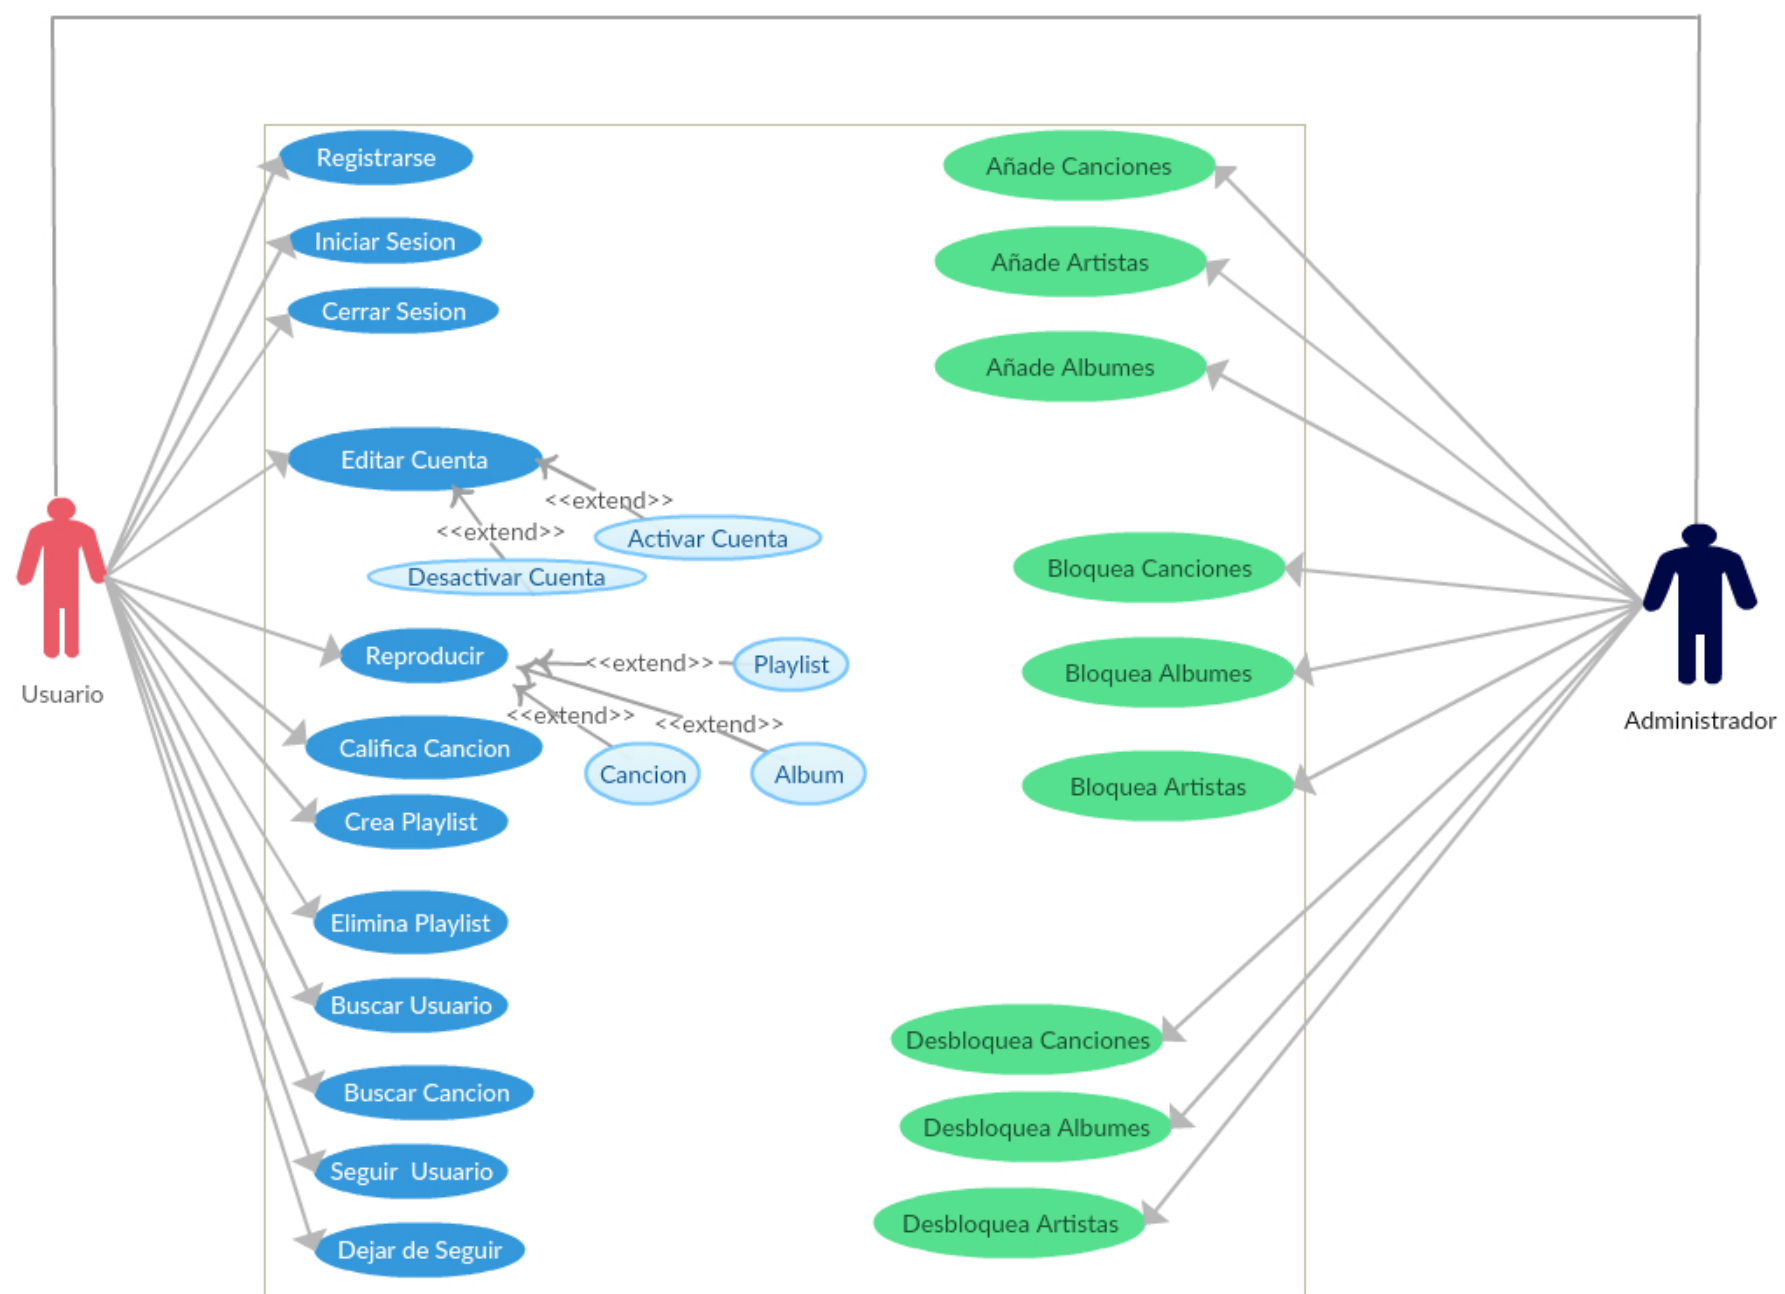 Registrarse
Iniciar Sesion
Cerrar Sesion
Editar Cuenta
<<extend>>
<<extend>>
Activar Cuenta
Desactivar Cuenta
Reproducir
<<extend>>
Playlist
<<extend>>
<<extend>>
Cancion
Album
Califica Cancion
Crea Playlist
Elimina Playlist
Buscar Usuario
Buscar Cancion
Seguir  Usuario
Dejar de Seguir
Usuario
Añade Canciones
Añade Artistas
Añade Albumes
Bloquea Canciones
Bloquea Albumes
Bloquea Artistas
Desbloquea Canciones
Desbloquea Albumes
Desbloquea Artistas
Administrador